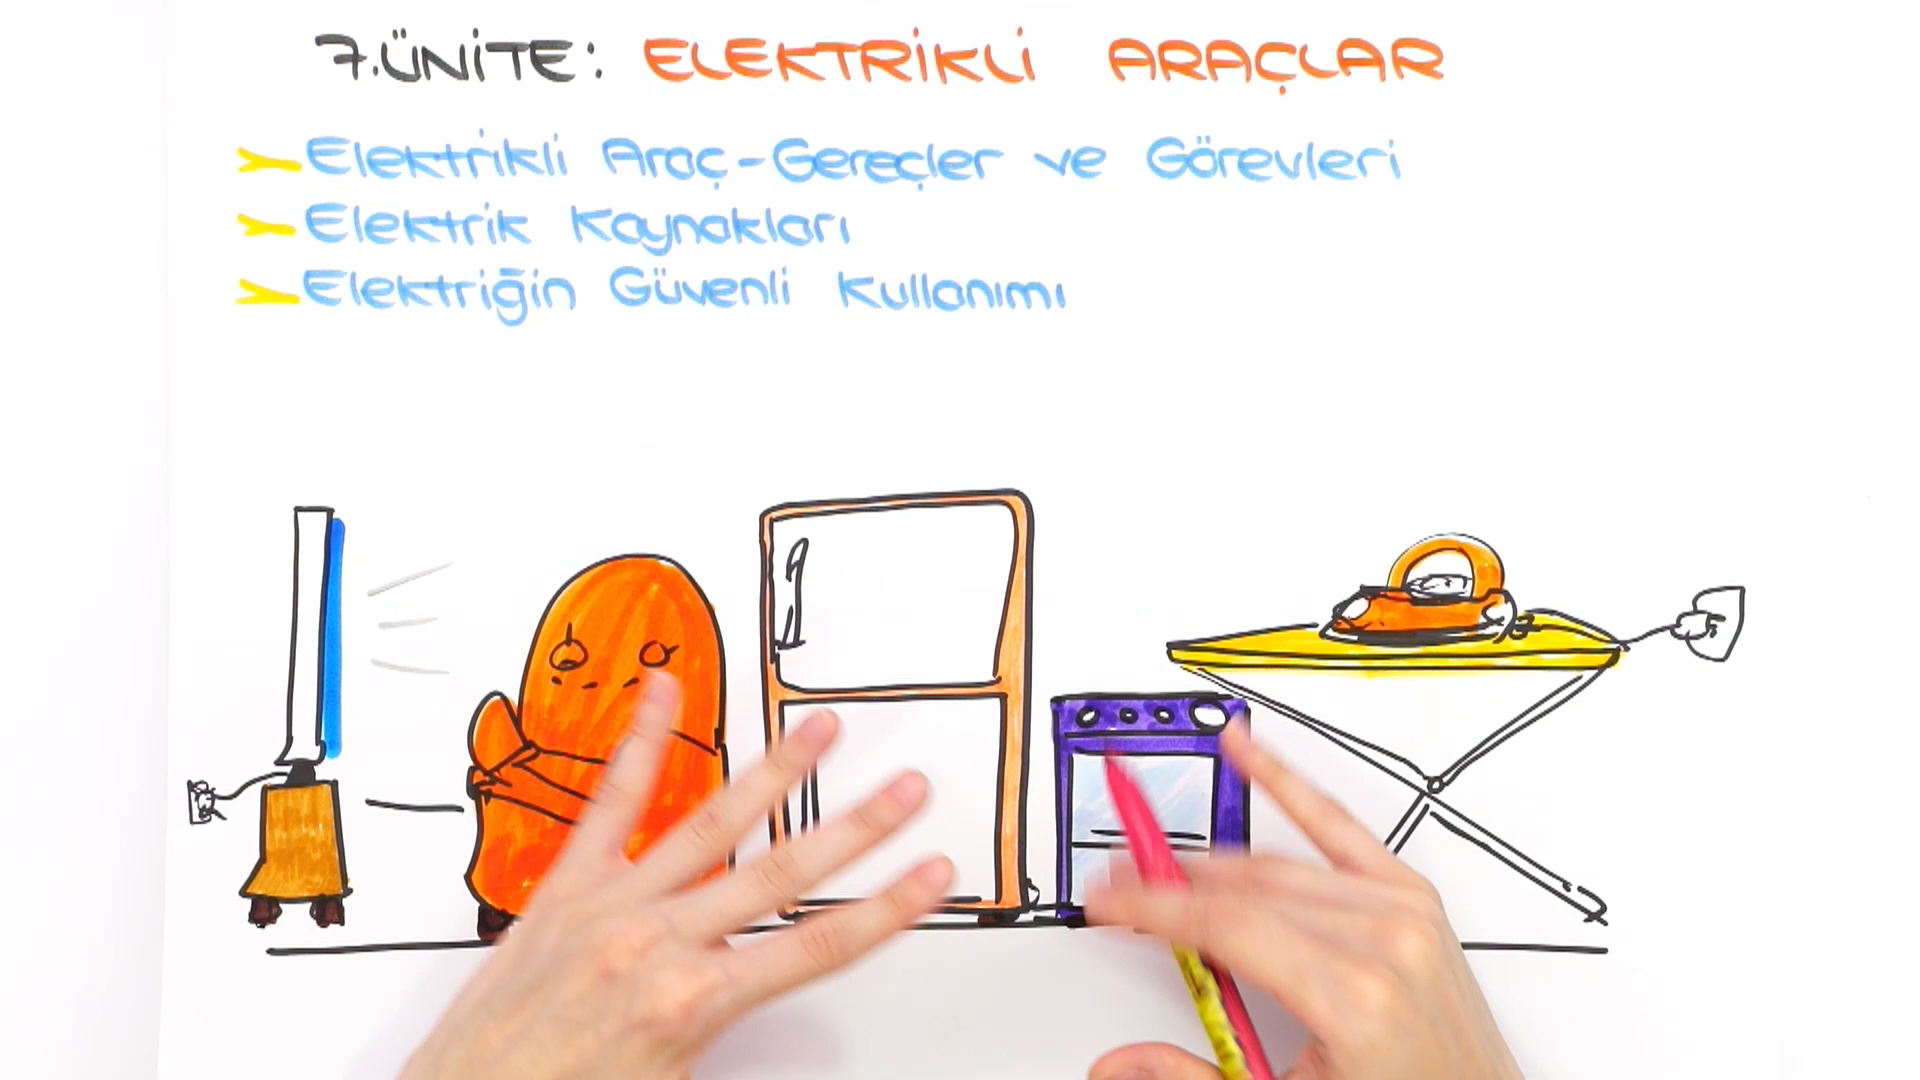 7.ÜNİTE: ELEKTRİKLİ ARAÇLAR
Elektrikli Araç-Gereçler ve Görevleri
Elektrik Kaynakları
Elektriğin Güvenli Kullanımı